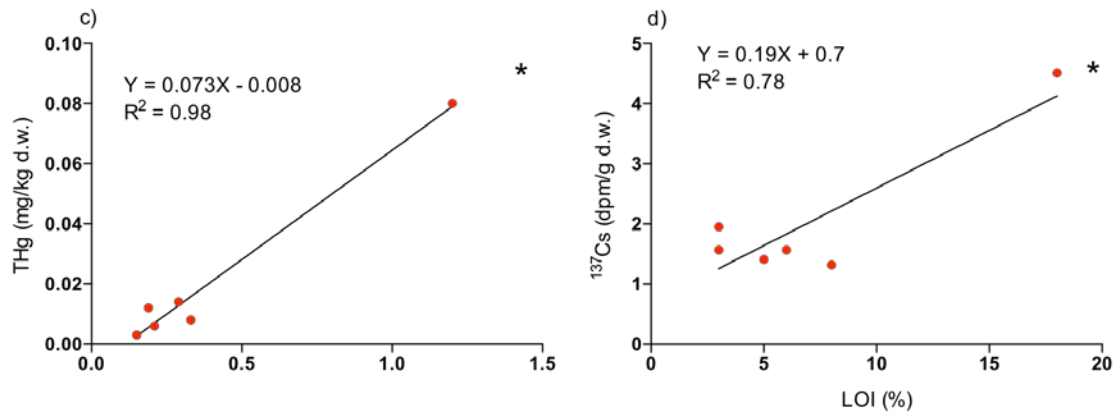 c)
Y = 0.073X - 0.008
R² = 0.98
*
THg (mg/kg d.w.)
0.10
0.08
0.06
0.04
0.02
0.00
0.0 0.5 1.0 1.5
d)
Y = 0.19X + 0.7
R² = 0.78
*
¹³⁷Cs (dpm/g d.w.)
5
4
3
2
1
0
0 5 10 15 20
LOI (%)